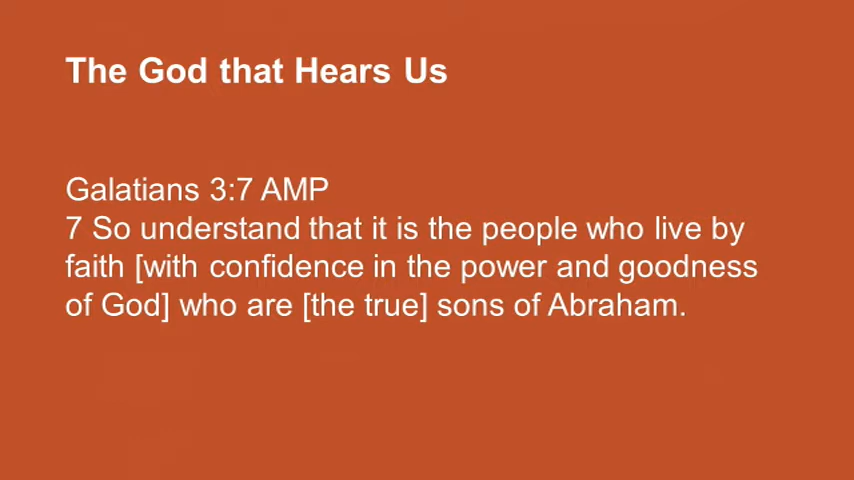 The God that Hears Us
Galatians 3:7 AMP
7 So understand that it is the people who live by
faith [with confidence in the power and goodness
of God] who are [the true] sons of Abraham.